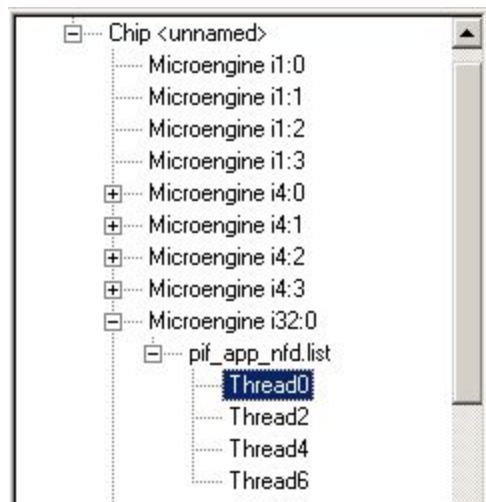 Chip <unnamed>
Microengine i1:0
Microengine i1:1
Microengine i1:2
Microengine i1:3
Microengine i4:0
Microengine i4:1
Microengine i4:2
Microengine i4:3
Microengine i32:0
pif_app_nfd.list
Thread0
Thread2
Thread4
Thread6